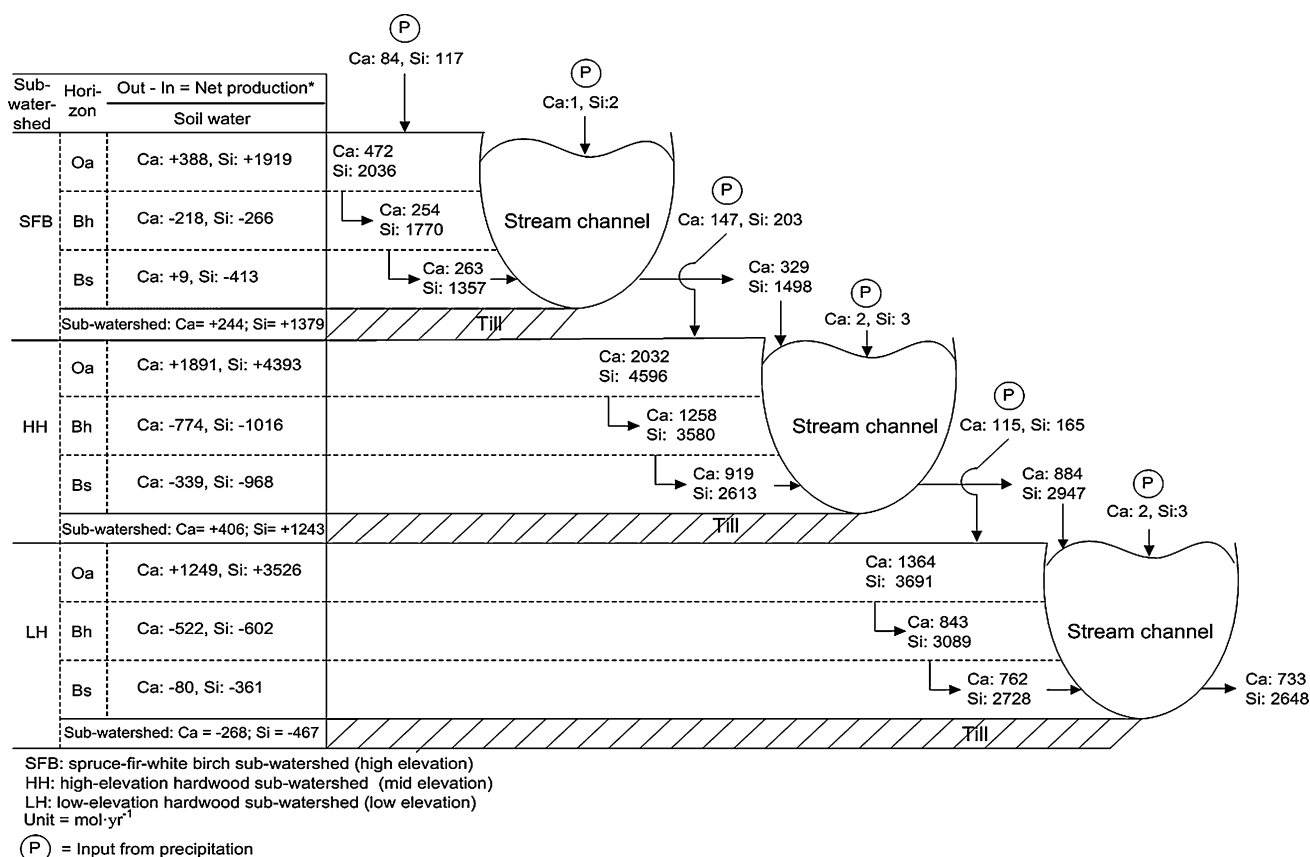 P
Ca: 84, Si: 117
P
Ca:1, Si:2
Sub-
water-
shed
Hori-
zon
Out - In = Net production*
Soil water
SFB
Oa
Ca: +388, Si: +1919
Ca: 472
Si: 2036
Bh
Ca: -218, Si: -266
Ca: 254
Si: 1770
Bs
Ca: +9, Si: -413
Ca: 263
Si: 1357
Stream channel
P
Ca: 147, Si: 203
Ca: 329
Si: 1498
Sub-watershed: Ca= +244; Si= +1379
Till
P
Ca: 2, Si: 3
HH
Oa
Ca: +1891, Si: +4393
Ca: 2032
Si: 4596
Bh
Ca: -774, Si: -1016
Ca: 1258
Si: 3580
Bs
Ca: -339, Si: -968
Ca: 919
Si: 2613
Stream channel
P
Ca: 115, Si: 165
Ca: 884
Si: 2947
Sub-watershed: Ca= +406; Si= +1243
Till
P
Ca: 2, Si:3
LH
Oa
Ca: +1249, Si: +3526
Ca: 1364
Si: 3691
Bh
Ca: -522, Si: -602
Ca: 843
Si: 3089
Bs
Ca: -80, Si: -361
Ca: 762
Si: 2728
Stream channel
Ca: 733
Si: 2648
Sub-watershed: Ca = -268; Si = -467
Till
SFB: spruce-fir-white birch sub-watershed (high elevation)
HH: high-elevation hardwood sub-watershed (mid elevation)
LH: low-elevation hardwood sub-watershed (low elevation)
Unit = mol·yr⁻¹
P = Input from precipitation